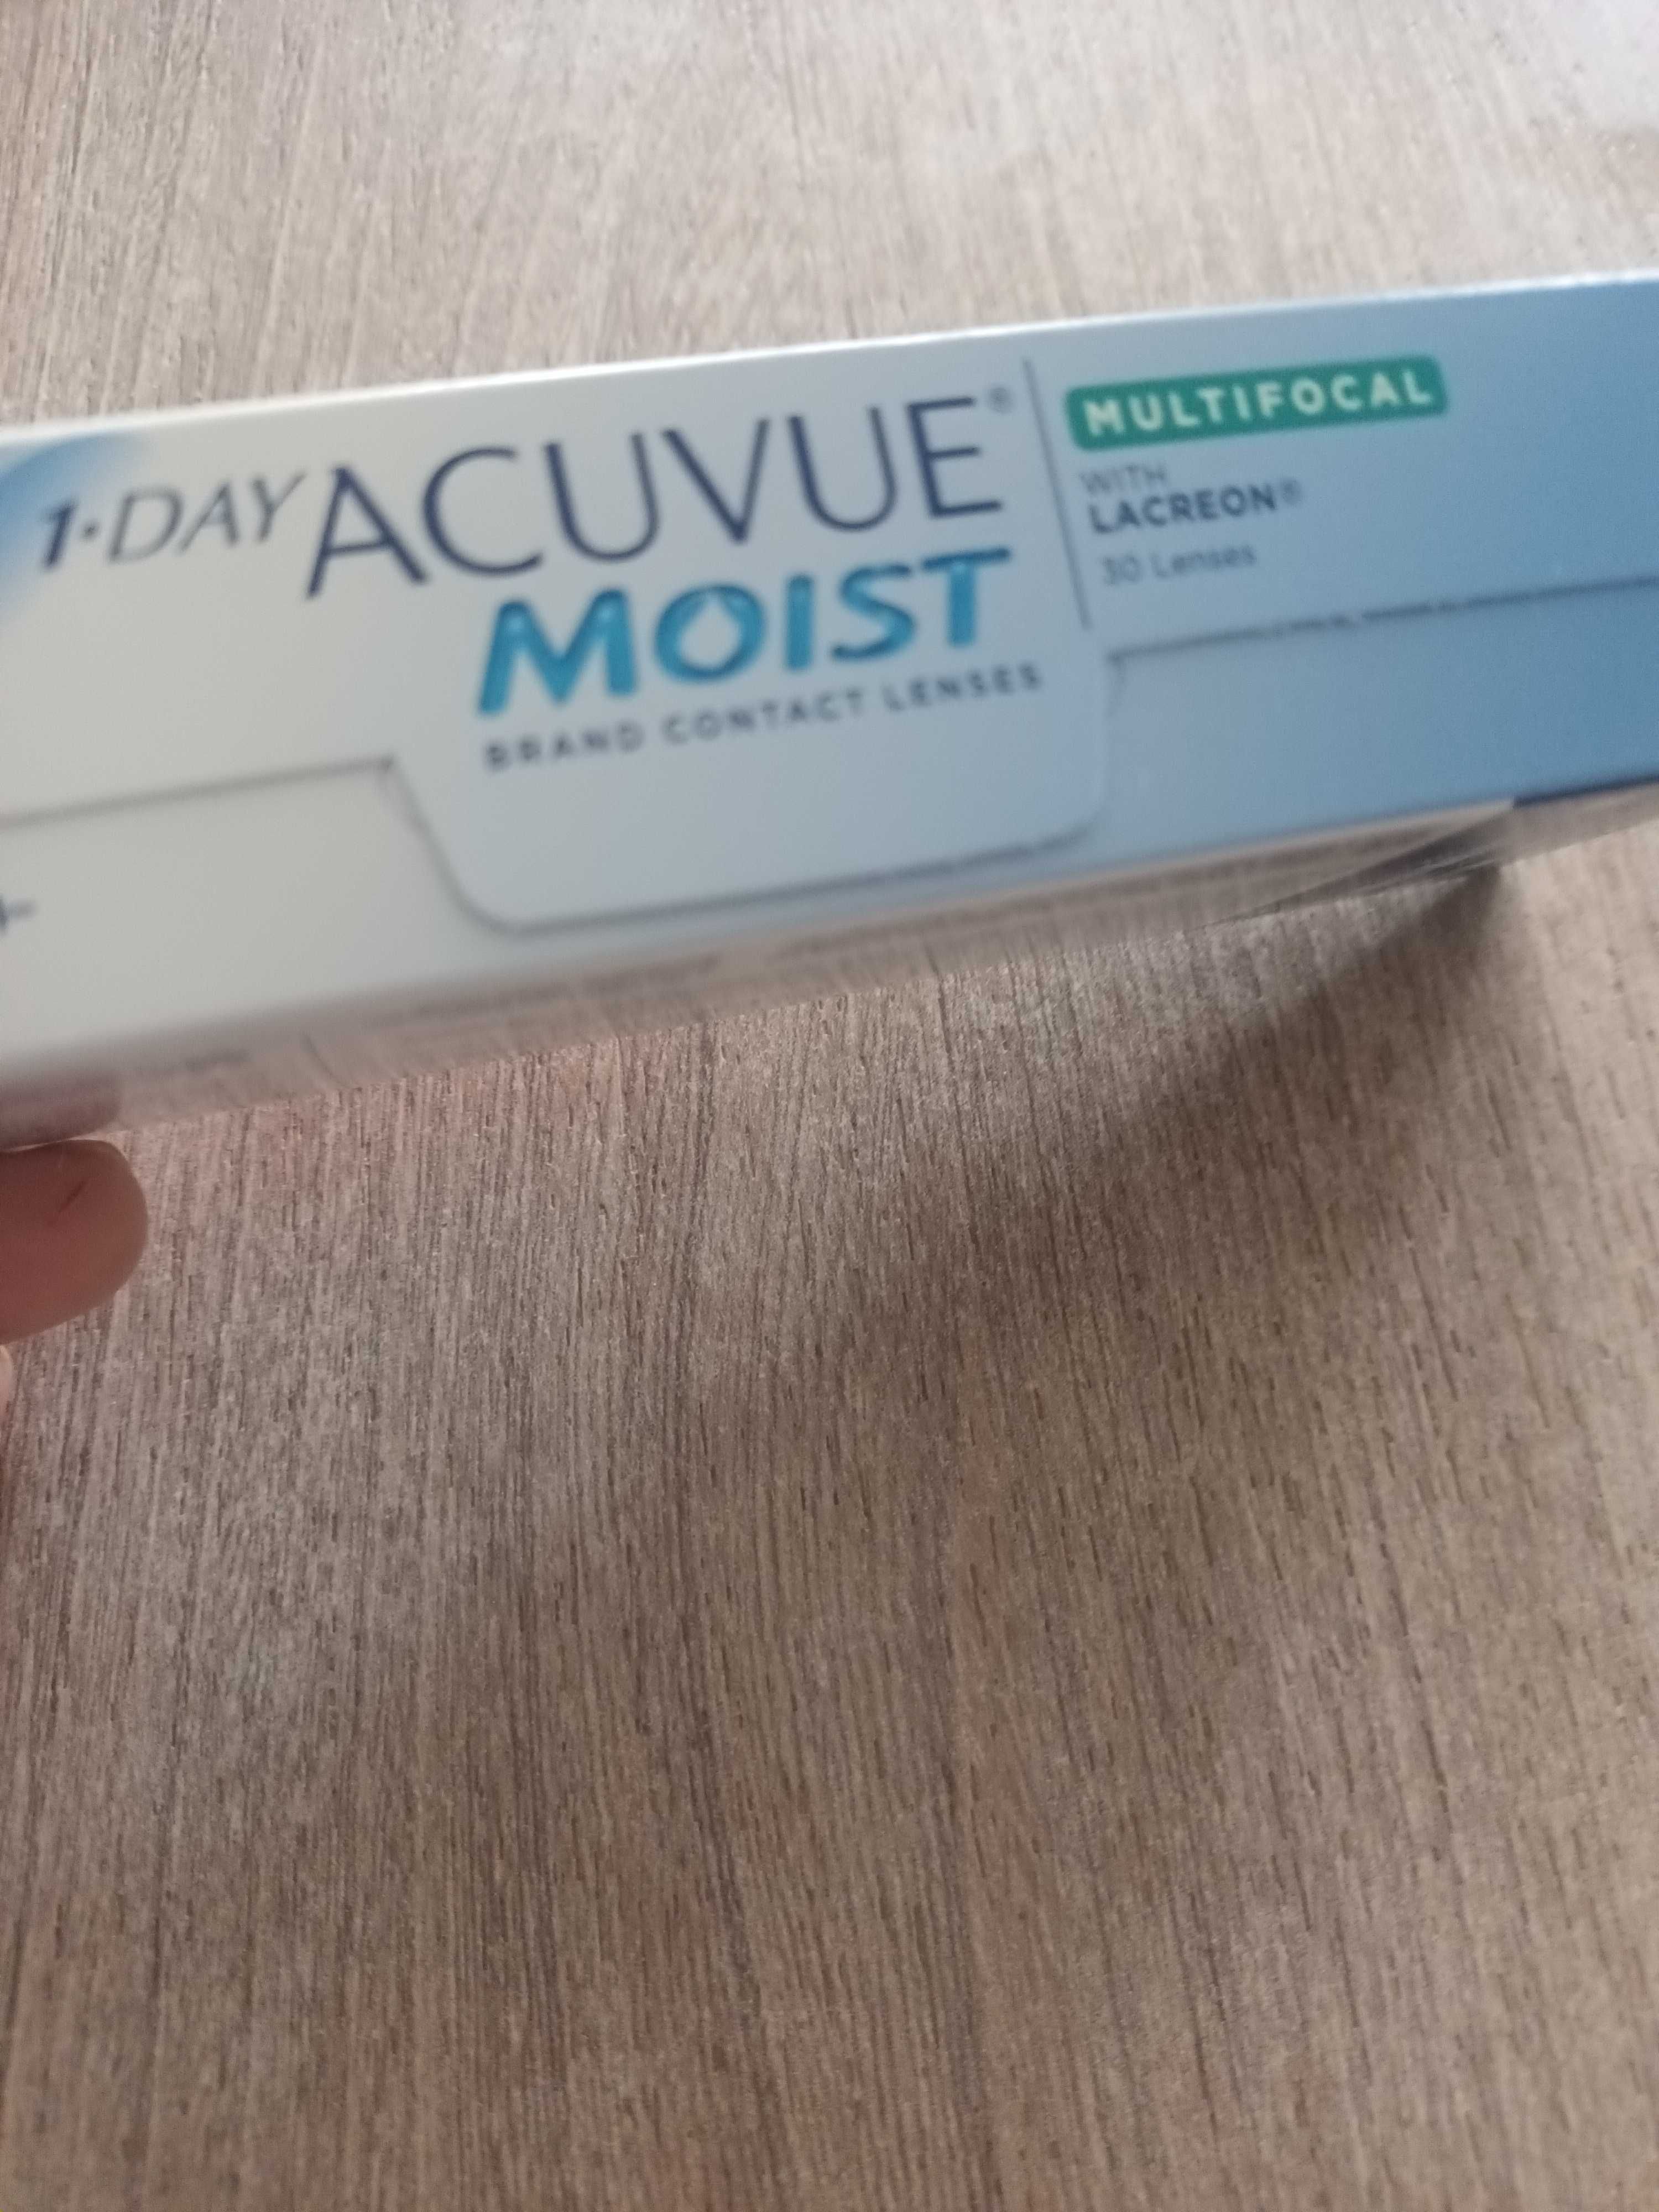 1·DAY ACUVUE®
MOIST
BRAND CONTACT LENSES
MULTIFOCAL
WITH
LACREON®
30 Lenses